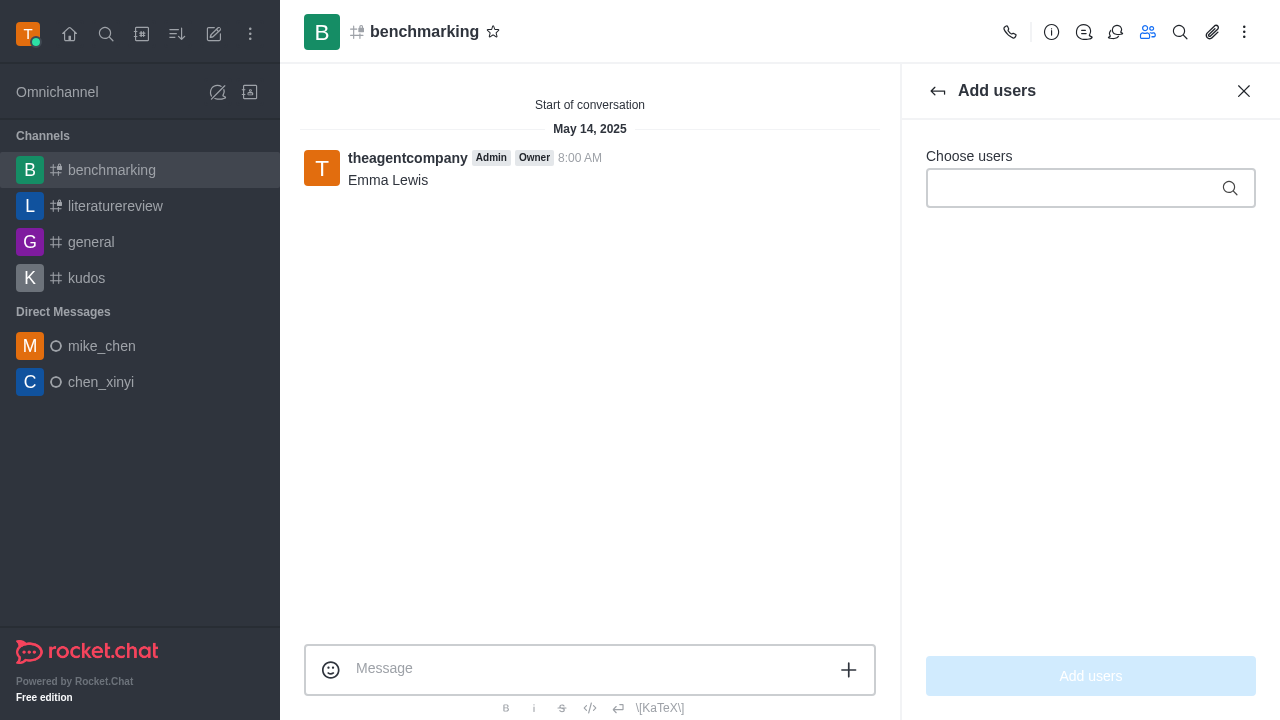 T
Omnichannel
Channels
B benchmarking
L literaturereview
G general
K kudos
Direct Messages
M mike_chen
C chen_xinyi
rocket.chat
Powered by Rocket.Chat
Free edition
B benchmarking
Start of conversation
May 14, 2025
T theagentcompany Admin Owner 8:00 AM
Emma Lewis
Message
B i S </> \[KaTeX\]
Add users
Choose users
Add users